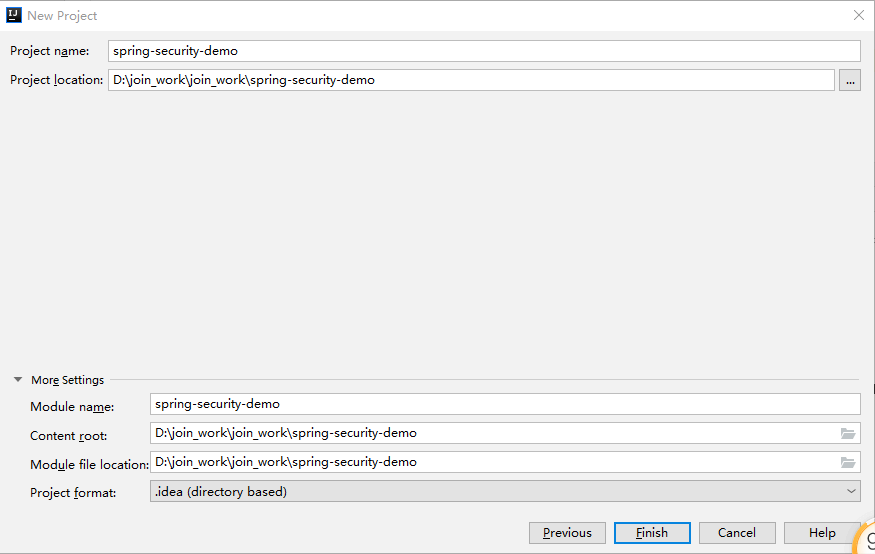 IJ New Project
Project name: spring-security-demo
Project location: D:\join_work\join_work\spring-security-demo ...
More Settings
Module name: spring-security-demo
Content root: D:\join_work\join_work\spring-security-demo
Module file location: D:\join_work\join_work\spring-security-demo
Project format: .idea (directory based)
Previous Finish Cancel Help